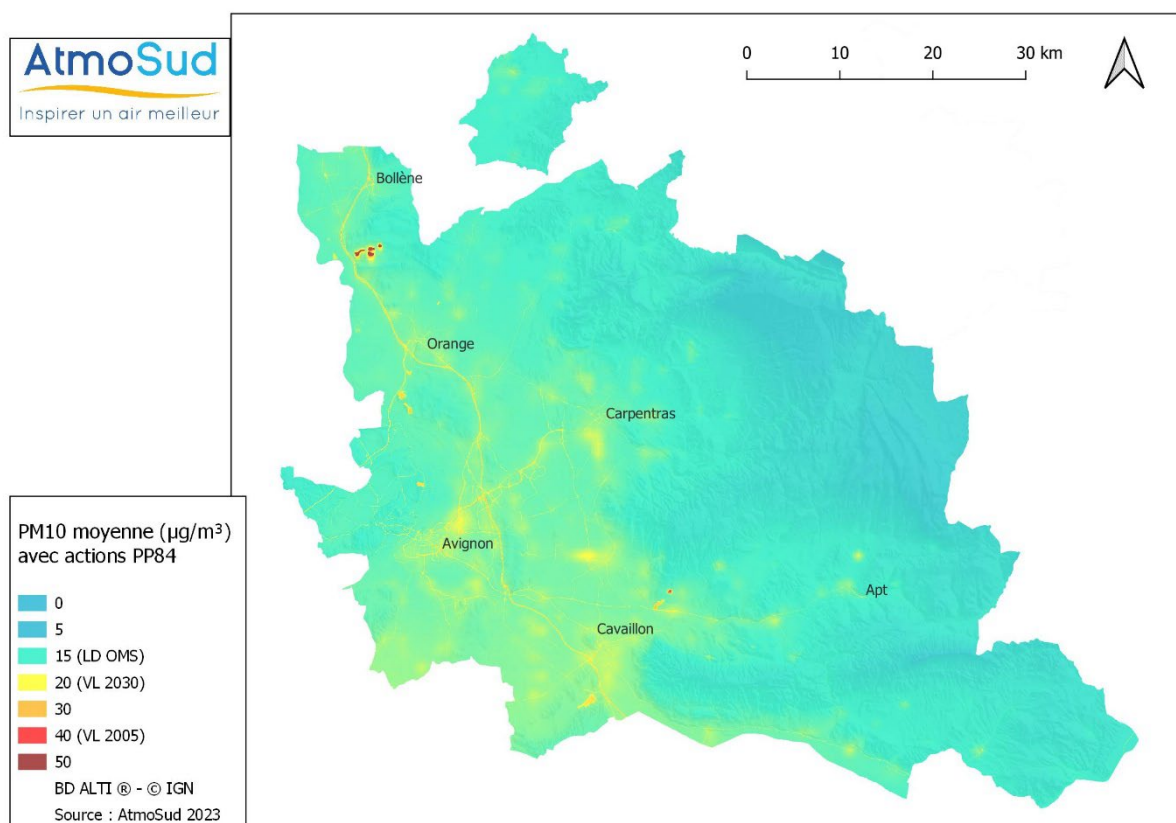 AtmoSud
Inspirer un air meilleur
0 10 20 30 km
Bollène
Orange
Carpentras
Avignon
Apt
Cavaillon
PM10 moyenne (µg/m³)
avec actions PP84
0
5
15 (LD OMS)
20 (VL 2030)
30
40 (VL 2005)
50
BD ALTI ® - © IGN
Source : AtmoSud 2023